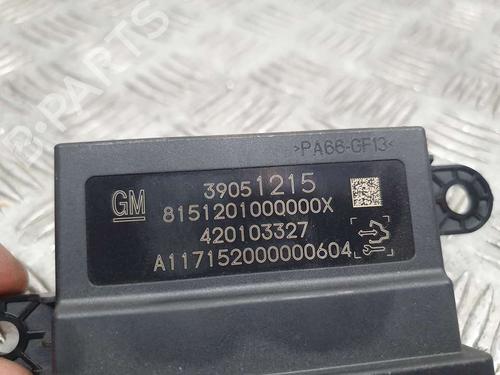 >PA66-GF13<
GM
39051215
8151201000000X
420103327
A117152000000604
B-PARTS